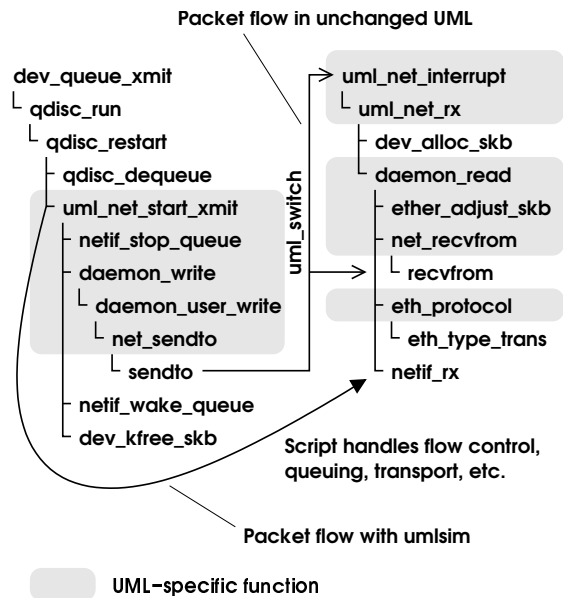 Packet flow in unchanged UML
dev_queue_xmit
qdisc_run
qdisc_restart
qdisc_dequeue
uml_net_start_xmit
netif_stop_queue
daemon_write
daemon_user_write
net_sendto
sendto
netif_wake_queue
dev_kfree_skb
uml_switch
uml_net_interrupt
uml_net_rx
dev_alloc_skb
daemon_read
ether_adjust_skb
net_recvfrom
recvfrom
eth_protocol
eth_type_trans
netif_rx
Script handles flow control,
queuing, transport, etc.
Packet flow with umlsim
UML-specific function